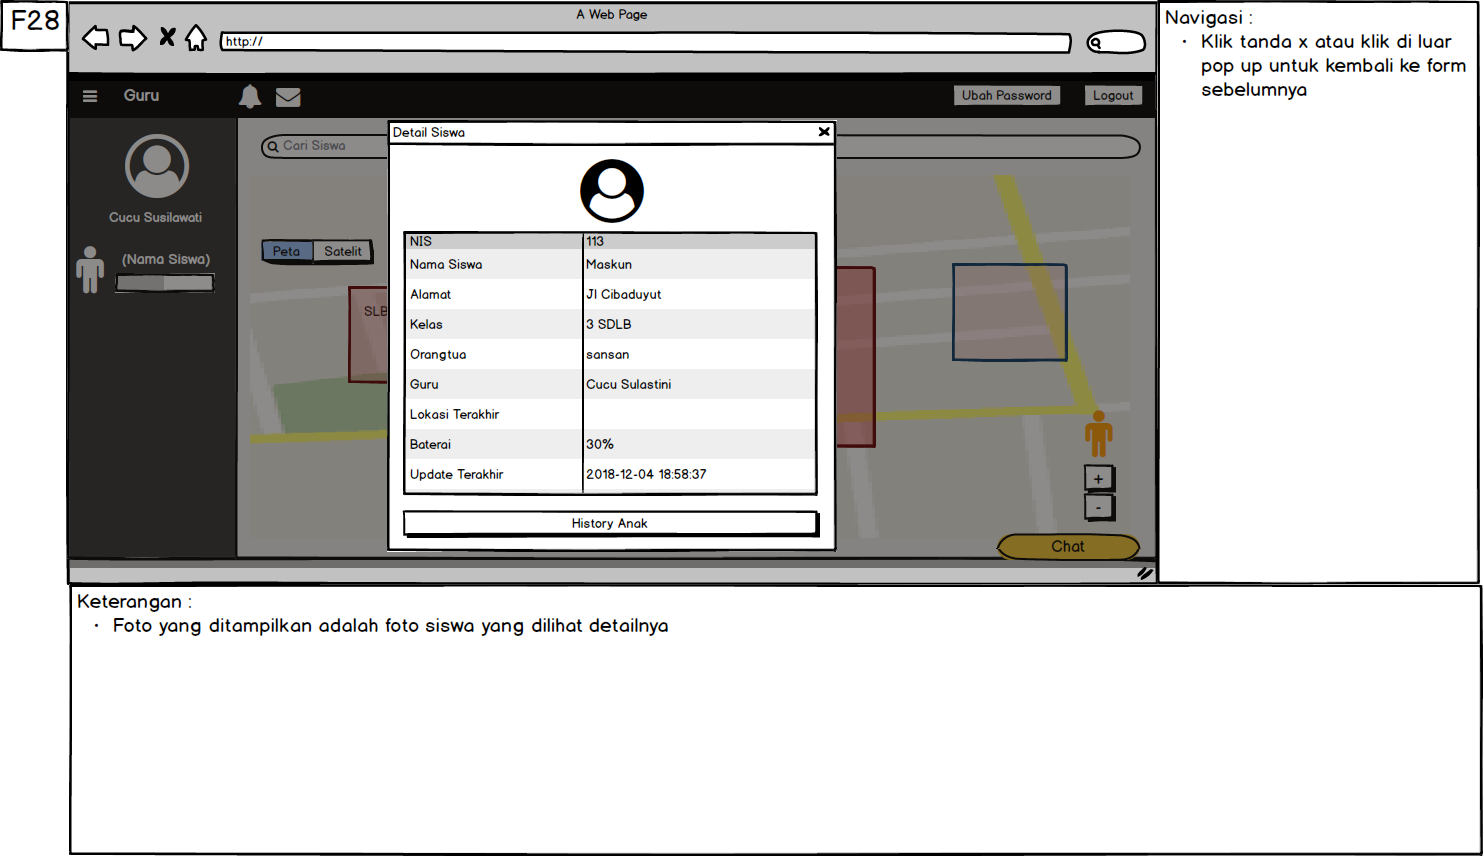 F28
A Web Page
http://
Guru
Ubah Password
Logout
Cucu Susilawati
(Nama Siswa)
Cari Siswa
Peta
Satelit
SLB
Detail Siswa
NIS 113
Nama Siswa Maskun
Alamat Jl Cibaduyut
Kelas 3 SDLB
Orangtua sansan
Guru Cucu Sulastini
Lokasi Terakhir
Baterai 30%
Update Terakhir 2018-12-04 18:58:37
History Anak
+
-
Chat
Navigasi :
· Klik tanda x atau klik di luar
pop up untuk kembali ke form
sebelumnya
Keterangan :
· Foto yang ditampilkan adalah foto siswa yang dilihat detailnya